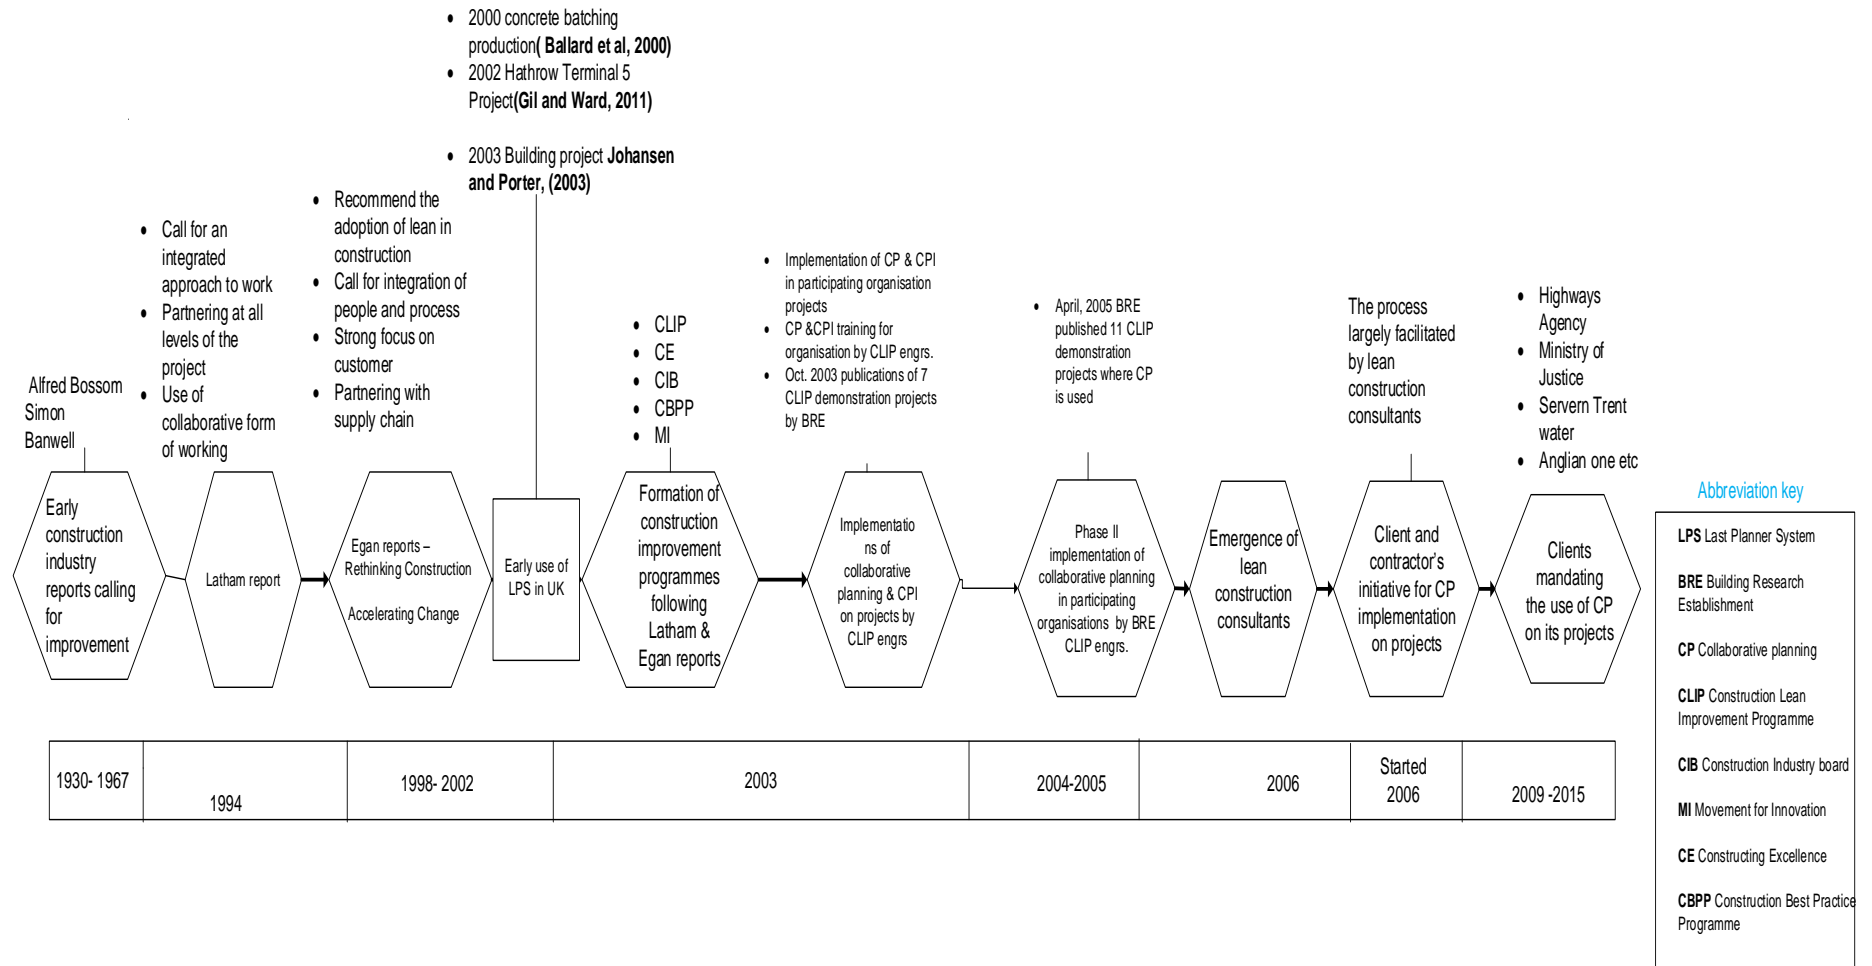 • 2000 concrete batching
production( Ballard et al, 2000)
• 2002 Hathrow Terminal 5
Project(Gil and Ward, 2011)
• 2003 Building project Johansen
and Porter, (2003)
Alfred Bossom
Simon
Banwell
• Call for an
integrated
approach to work
• Partnering at all
levels of the
project
• Use of
collaborative form
of working
• Recommend the
adoption of lean in
construction
• Call for integration of
people and process
• Strong focus on
customer
• Partnering with
supply chain
• CLIP
• CE
• CIB
• CBPP
• MI
• Implementation of CP & CPI
in participating organisation
projects
• CP &CPI training for
organisation by CLIP engrs.
• Oct. 2003 publications of 7
CLIP demonstration projects
by BRE
• April, 2005 BRE
published 11 CLIP
demonstration
projects where CP
is used
The process
largely facilitated
by lean
construction
consultants
• Highways
Agency
• Ministry of
Justice
• Servern Trent
water
• Anglian one etc
Early
construction
industry
reports calling
for
improvement
Latham report
Egan reports –
Rethinking Construction
Accelerating Change
Early use of
LPS in UK
Formation of
construction
improvement
programmes
following
Latham &
Egan reports
Implementatio
ns of
collaborative
planning & CPI
on projects by
CLIP engrs
Phase II
implementation of
collaborative planning
in participating
organisations by BRE
CLIP engrs.
Emergence of
lean
construction
consultants
Client and
contractor's
initiative for CP
implementation
on projects
Clients
mandating
the use of CP
on its projects
1930- 1967
1994
1998- 2002
2003
2004-2005
2006
Started
2006
2009 -2015
Abbreviation key
LPS Last Planner System
BRE Building Research
Establishment
CP Collaborative planning
CLIP Construction Lean
Improvement Programme
CIB Construction Industry board
MI Movement for Innovation
CE Constructing Excellence
CBPP Construction Best Practice
Programme